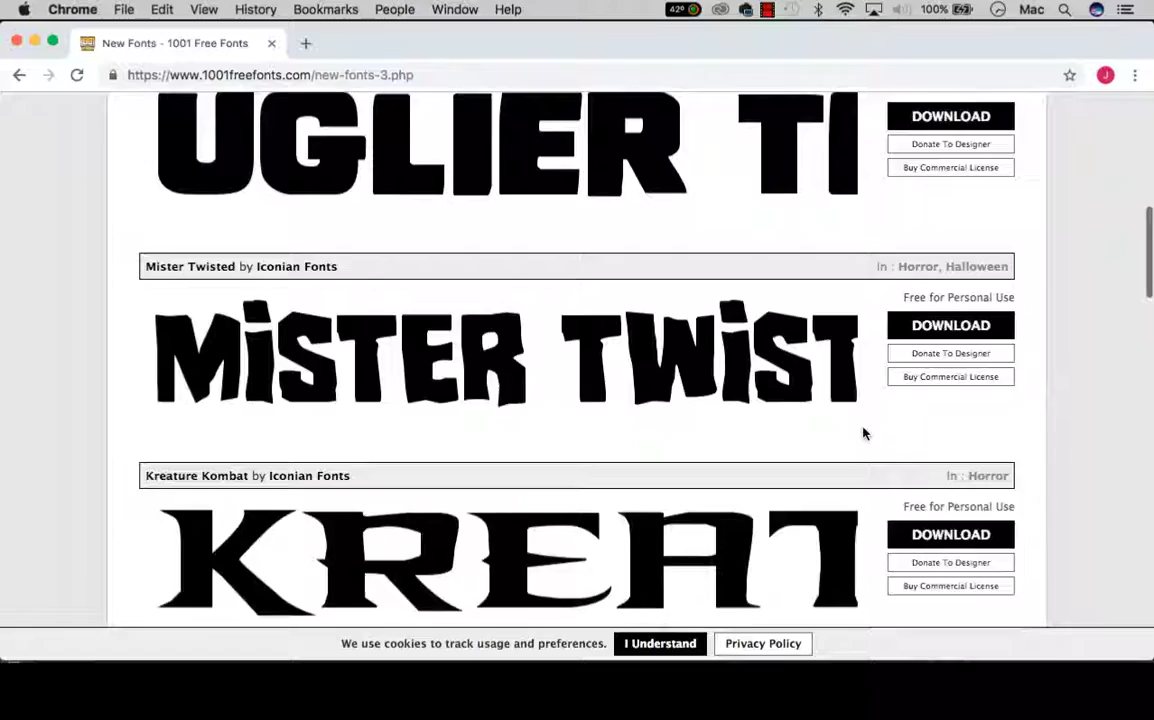 Chrome File Edit View History Bookmarks People Window Help 42° 100% Mac
New Fonts - 1001 Free Fonts
https://www.1001freefonts.com/new-fonts-3.php
UGLIER TI
DOWNLOAD
Donate To Designer
Buy Commercial License
Mister Twisted by Iconian Fonts In : Horror, Halloween
Free for Personal Use
MiSTER TWiST
DOWNLOAD
Donate To Designer
Buy Commercial License
Kreature Kombat by Iconian Fonts In : Horror
Free for Personal Use
KREAT
DOWNLOAD
Donate To Designer
Buy Commercial License
We use cookies to track usage and preferences. I Understand Privacy Policy
J